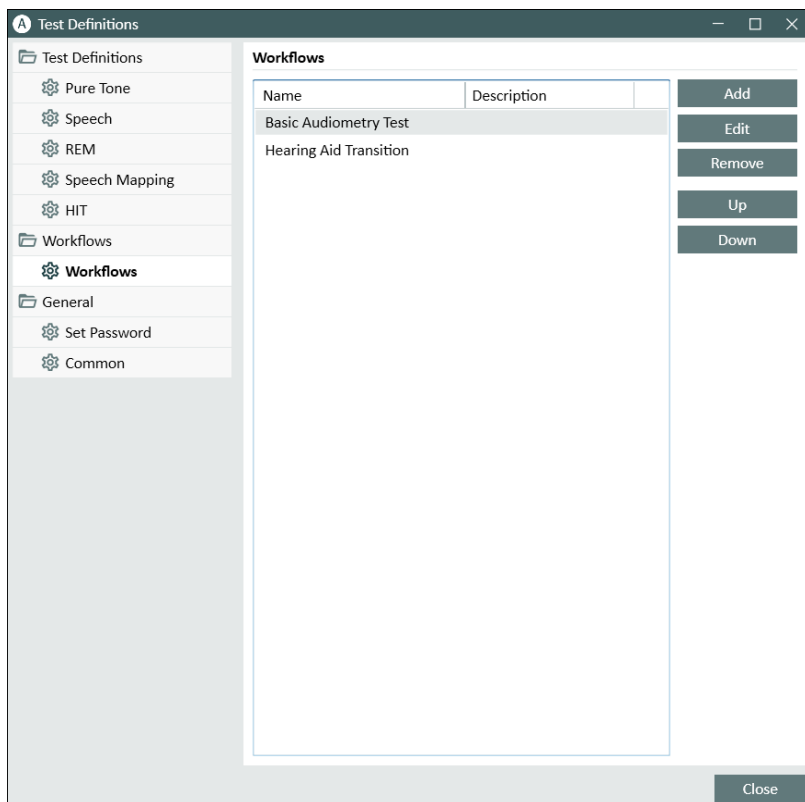 A Test Definitions
Test Definitions
Pure Tone
Speech
REM
Speech Mapping
HIT
Workflows
Workflows
General
Set Password
Common
Workflows
Name Description
Basic Audiometry Test
Hearing Aid Transition
Add
Edit
Remove
Up
Down
Close